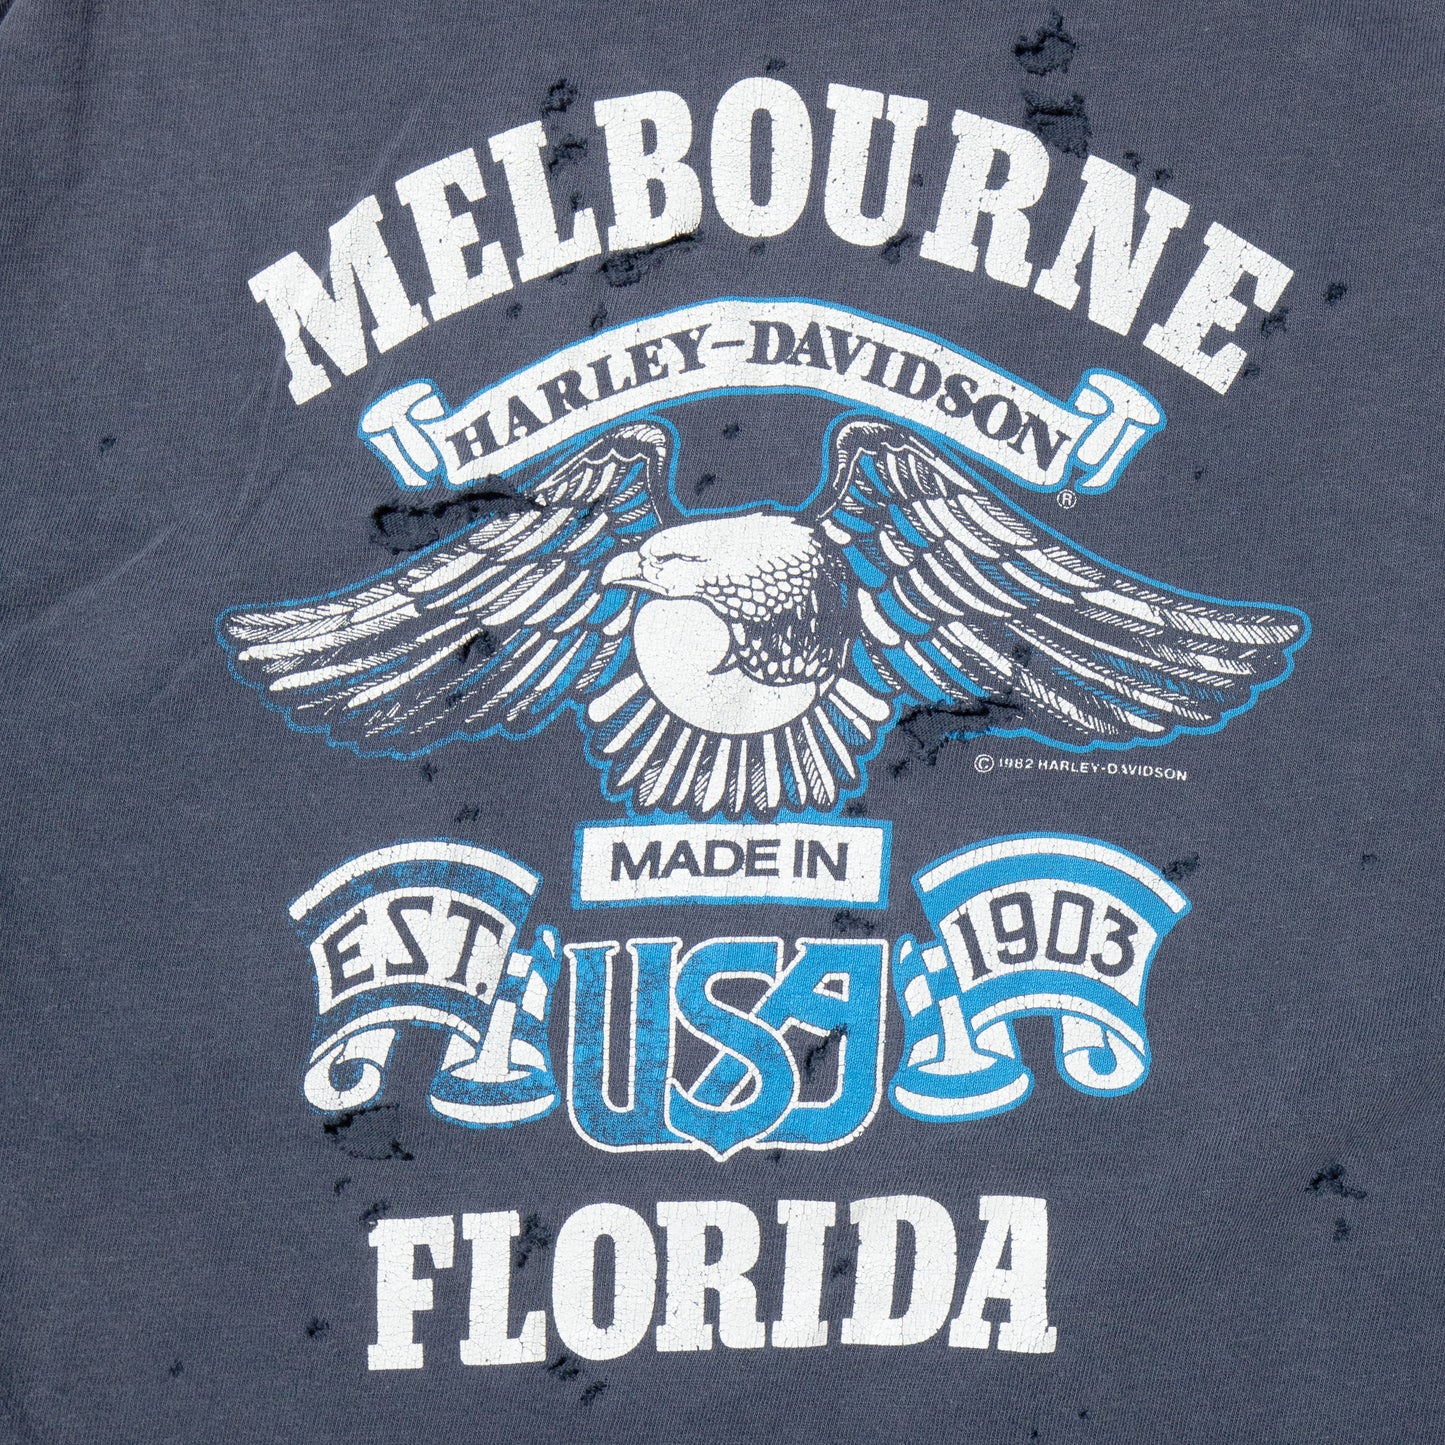 MELBOURNE
HARLEY-DAVIDSON
®
© 1982 HARLEY-DAVIDSON
MADE IN
USA
EST. 1903
FLORIDA